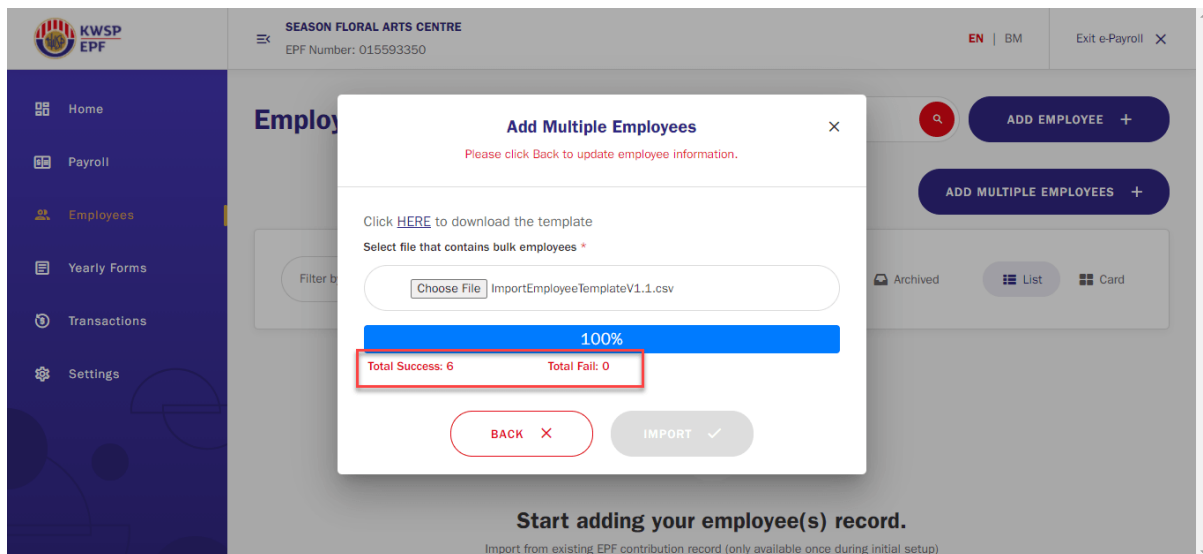 KWSP
EPF
SEASON FLORAL ARTS CENTRE
EPF Number: 015593350
EN | BM
Exit e-Payroll
Home
Payroll
Employees
Yearly Forms
Transactions
Settings
Employ
ADD EMPLOYEE +
ADD MULTIPLE EMPLOYEES +
Filter b
Archived
List
Card
Add Multiple Employees
Please click Back to update employee information.
Click HERE to download the template
Select file that contains bulk employees *
Choose File ImportEmployeeTemplateV1.1.csv
100%
Total Success: 6 Total Fail: 0
BACK
IMPORT
Start adding your employee(s) record.
Import from existing EPF contribution record (only available once during initial setup)